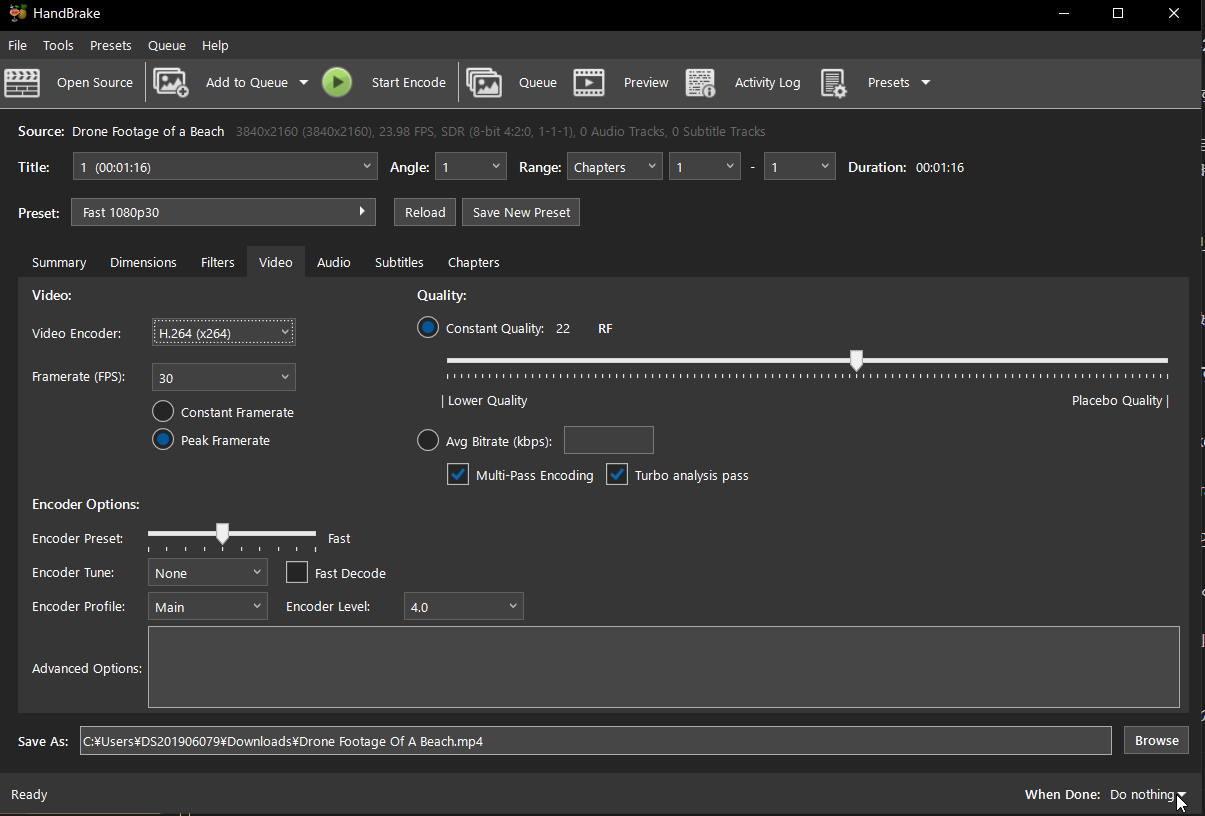 HandBrake
File Tools Presets Queue Help
Open Source Add to Queue Start Encode Queue Preview Activity Log Presets
Source: Drone Footage of a Beach 3840x2160 (3840x2160), 23.98 FPS, SDR (8-bit 4:2:0, 1-1-1), 0 Audio Tracks, 0 Subtitle Tracks
Title: 1 (00:01:16) Angle: 1 Range: Chapters 1 - 1 Duration: 00:01:16
Preset: Fast 1080p30 Reload Save New Preset
Summary Dimensions Filters Video Audio Subtitles Chapters
Video: Quality:
Video Encoder: H.264 (x264) Constant Quality: 22 RF
Framerate (FPS): 30
| Lower Quality Placebo Quality |
Constant Framerate
Peak Framerate Avg Bitrate (kbps):
Multi-Pass Encoding Turbo analysis pass
Encoder Options:
Encoder Preset: Fast
Encoder Tune: None Fast Decode
Encoder Profile: Main Encoder Level: 4.0
Advanced Options:
Save As: C:¥Users¥DS201906079¥Downloads¥Drone Footage Of A Beach.mp4 Browse
Ready When Done: Do nothing